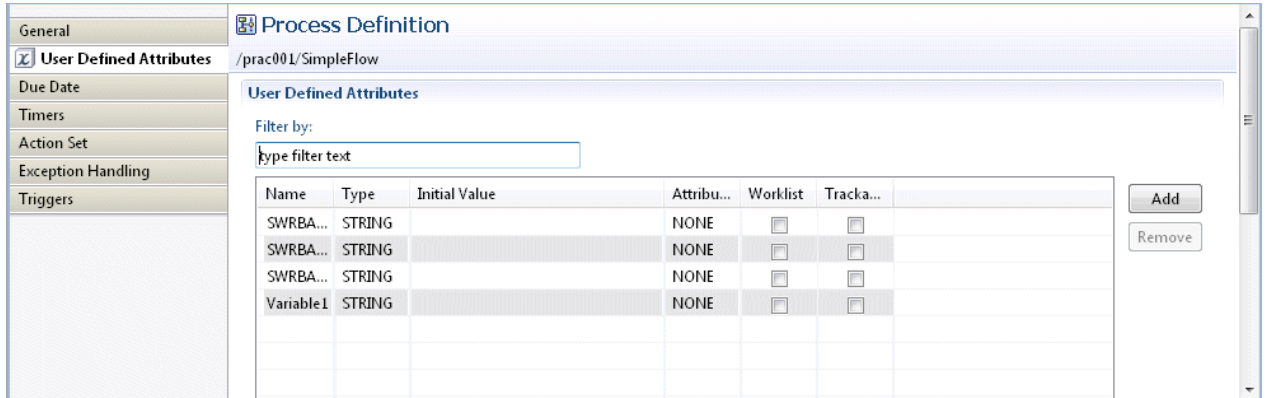 General
User Defined Attributes
Due Date
Timers
Action Set
Exception Handling
Triggers
Process Definition
/prac001/SimpleFlow
User Defined Attributes
Filter by:
type filter text
Name Type Initial Value Attribu... Worklist Tracka...
SWRBA... STRING NONE
SWRBA... STRING NONE
SWRBA... STRING NONE
Variable1 STRING NONE
Add
Remove